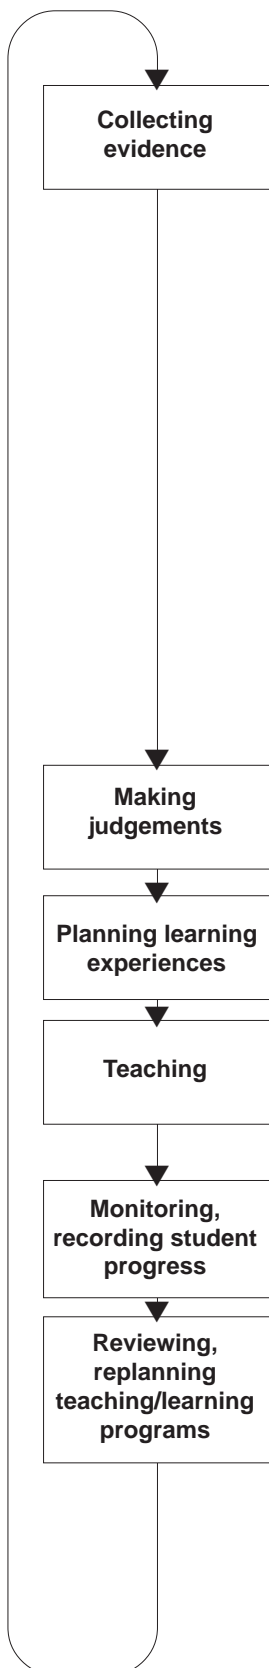 Collecting
evidence
Making
judgements
Planning learning
experiences
Teaching
Monitoring,
recording student
progress
Reviewing,
replanning
teaching/learning
programs